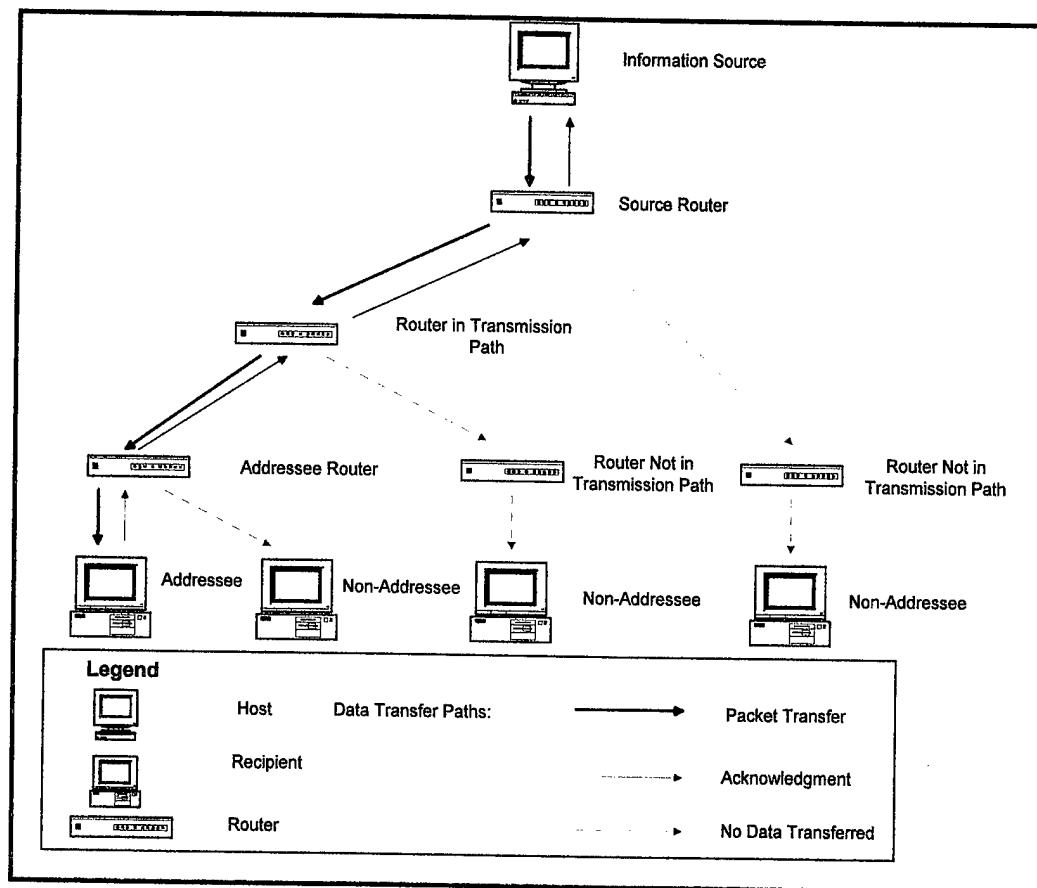 Information Source
Source Router
Router in Transmission
Path
Addressee Router
Router Not in
Transmission Path
Router Not in
Transmission Path
Addressee
Non-Addressee
Non-Addressee
Non-Addressee
Legend
Host
Data Transfer Paths:
Packet Transfer
Recipient
Acknowledgment
Router
No Data Transferred